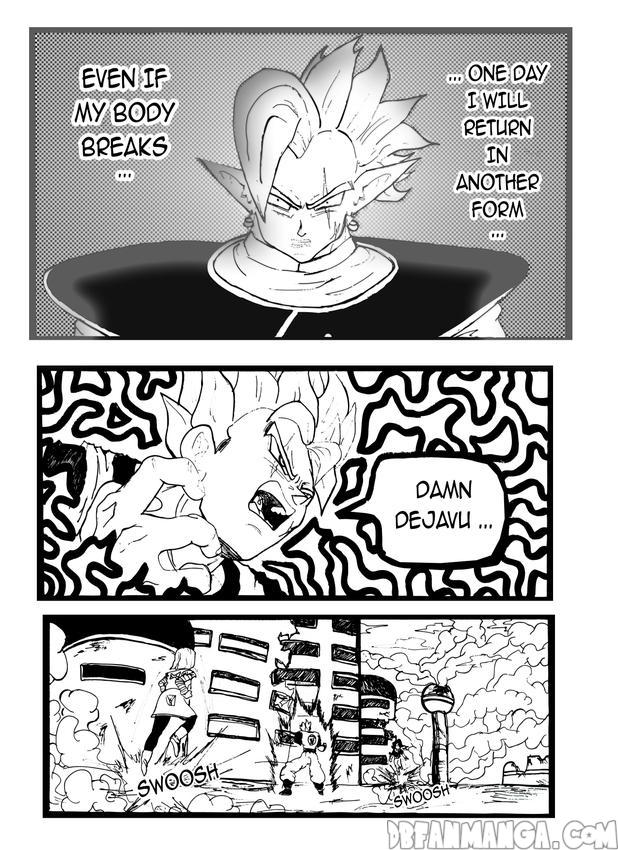 EVEN IF
MY BODY
BREAKS
...
... ONE DAY
I WILL
RETURN
IN
ANOTHER
FORM
...
DAMN
DEJAVU ...
SWOOSH
SWOOSH
DBFANMANGA.COM